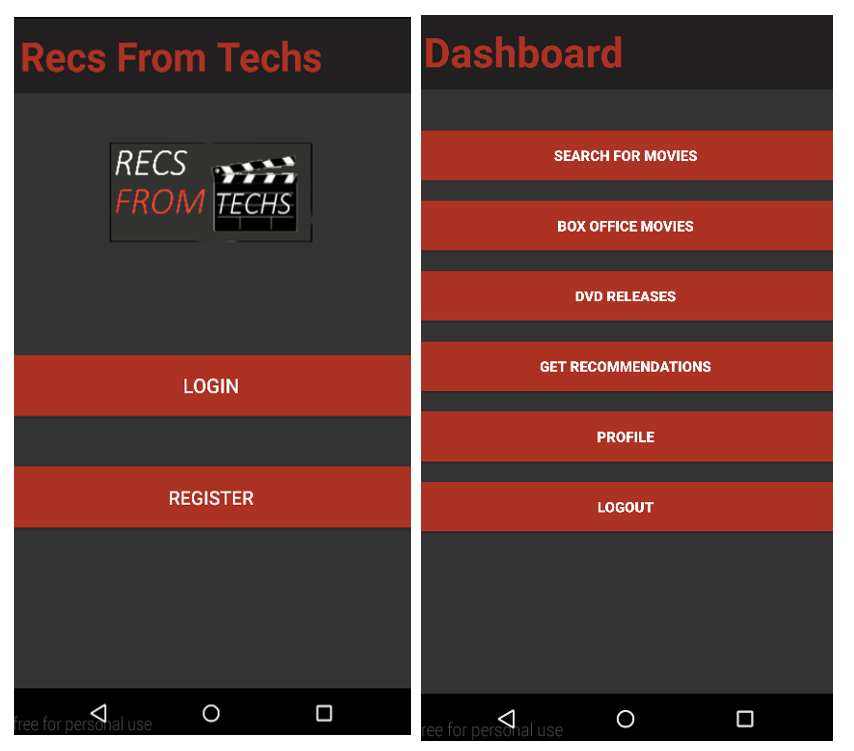 Recs From Techs
RECS
FROM TECHS
LOGIN
REGISTER
free for personal use
Dashboard
SEARCH FOR MOVIES
BOX OFFICE MOVIES
DVD RELEASES
GET RECOMMENDATIONS
PROFILE
LOGOUT
ree for personal use